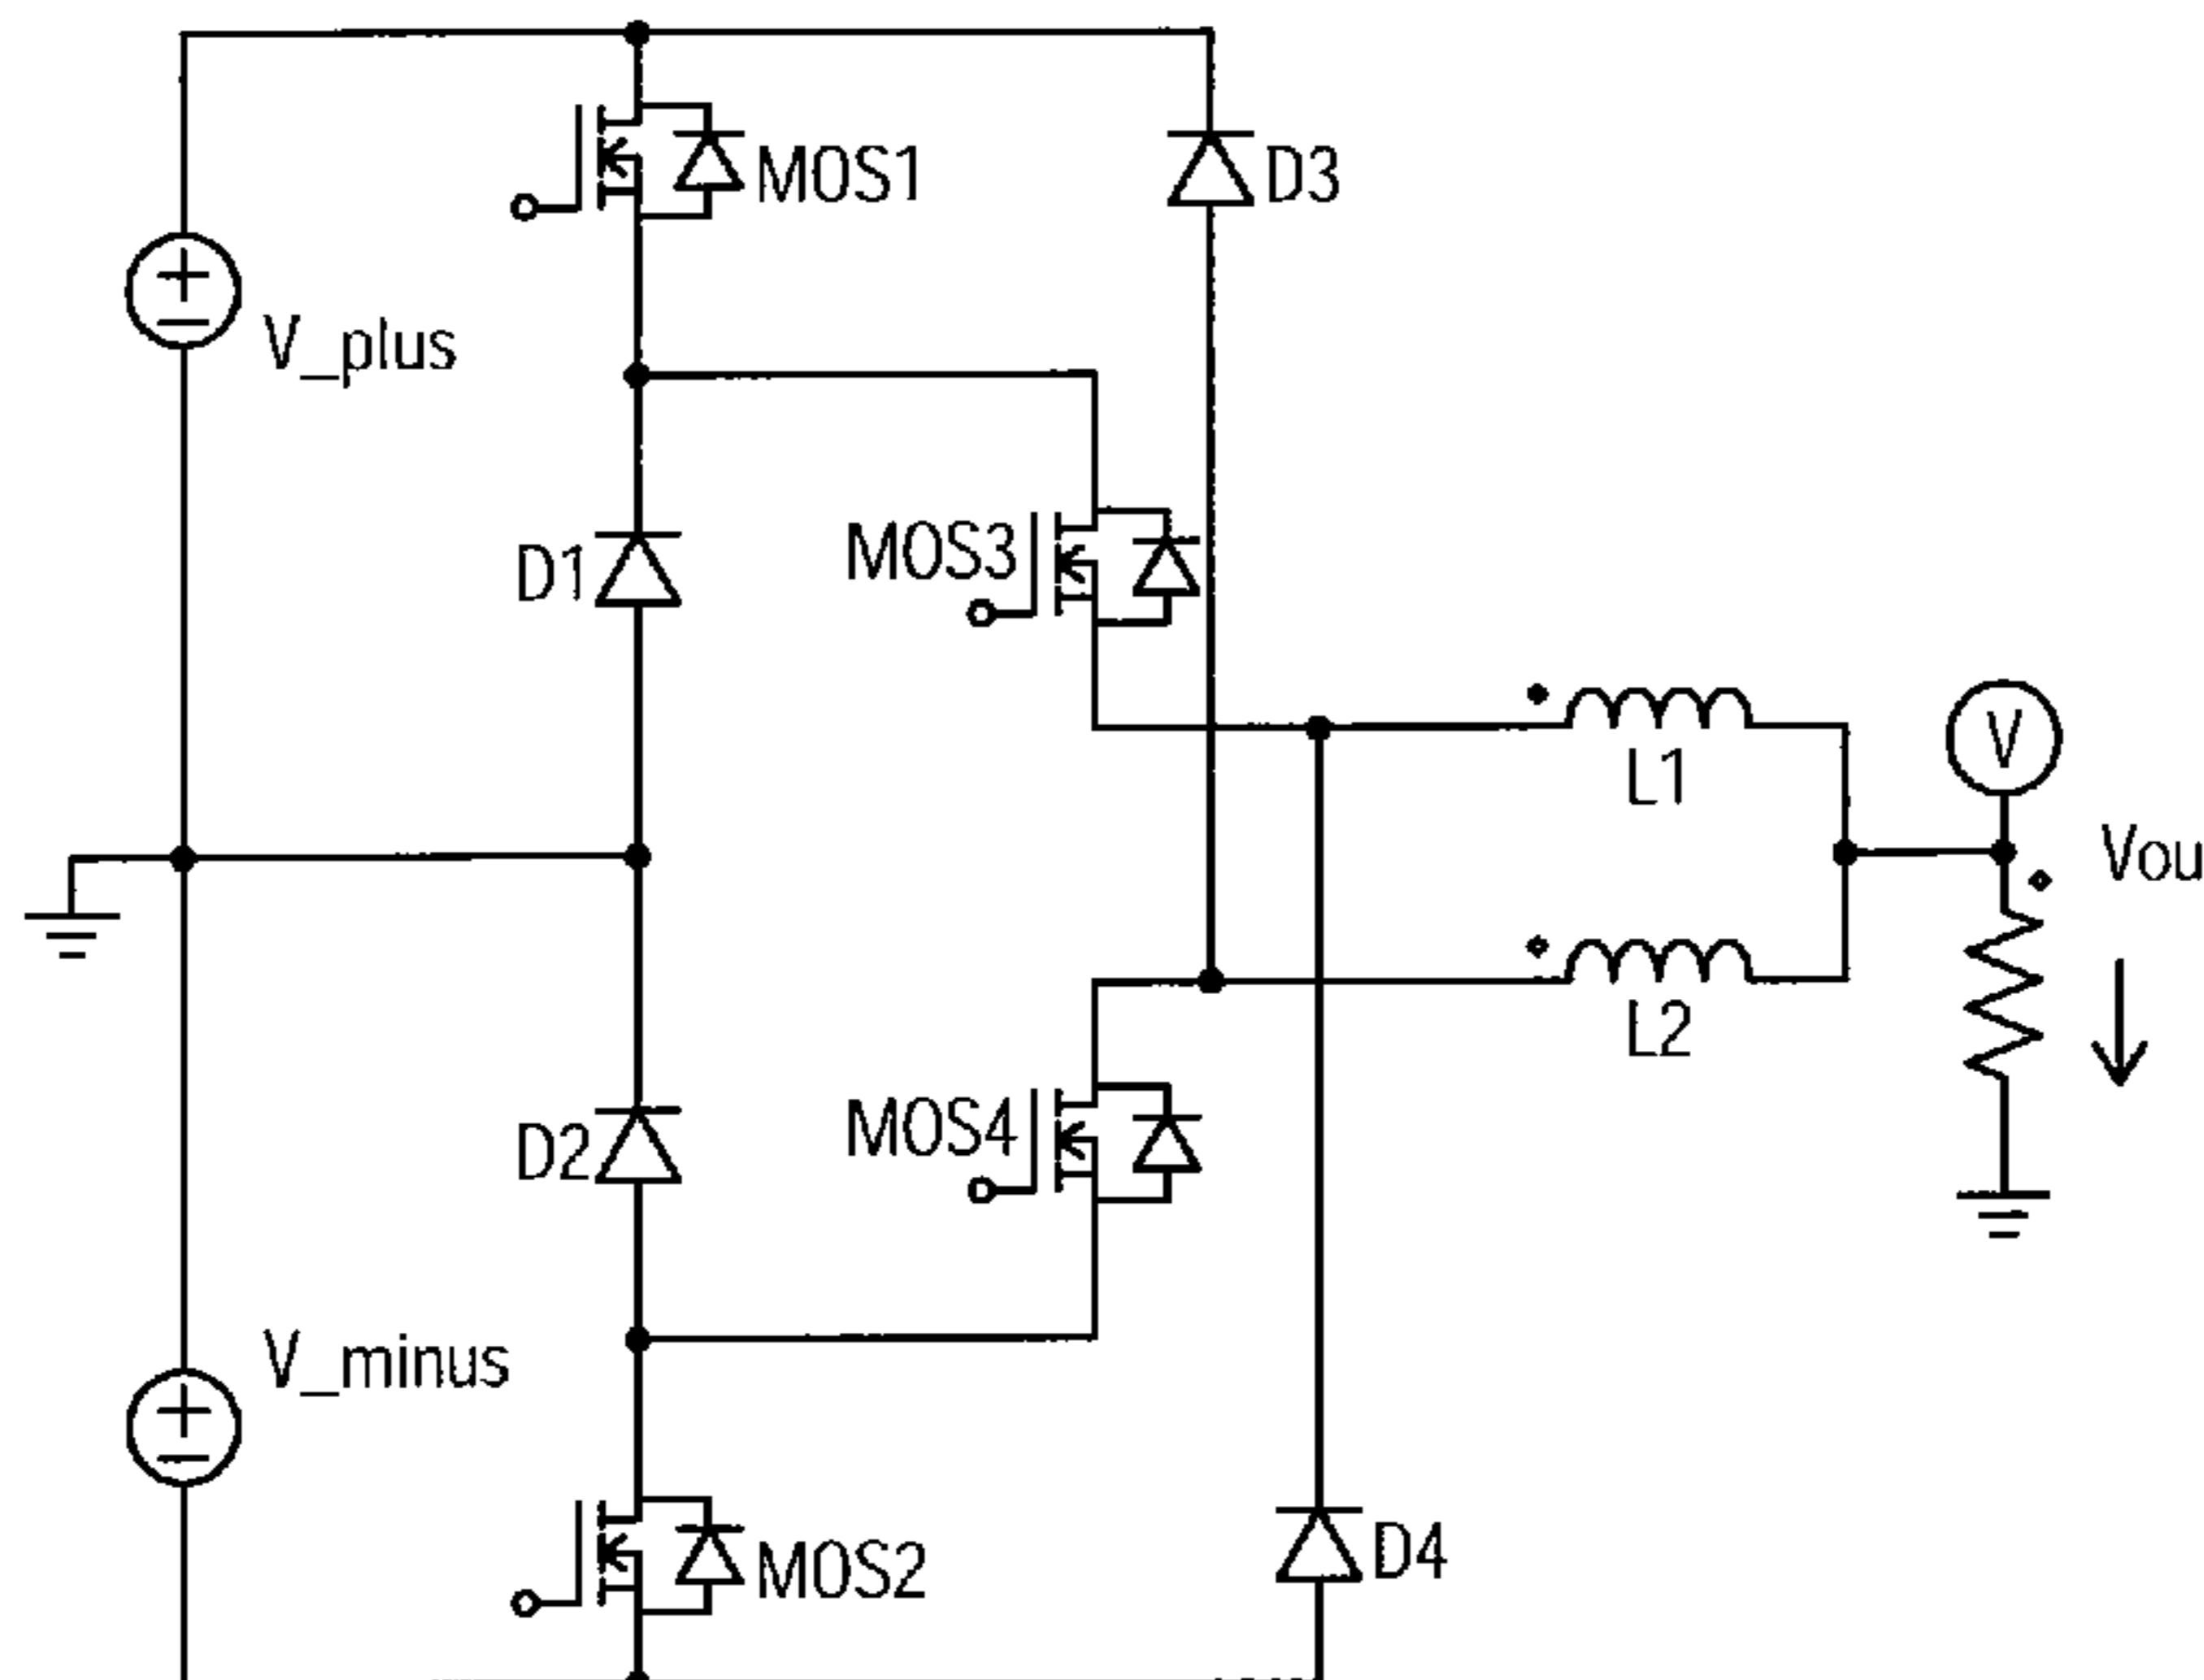 MOS1
D3
V_plus
D1
MOS3
L1
V
Vou
L2
D2
MOS4
V_minus
MOS2
D4